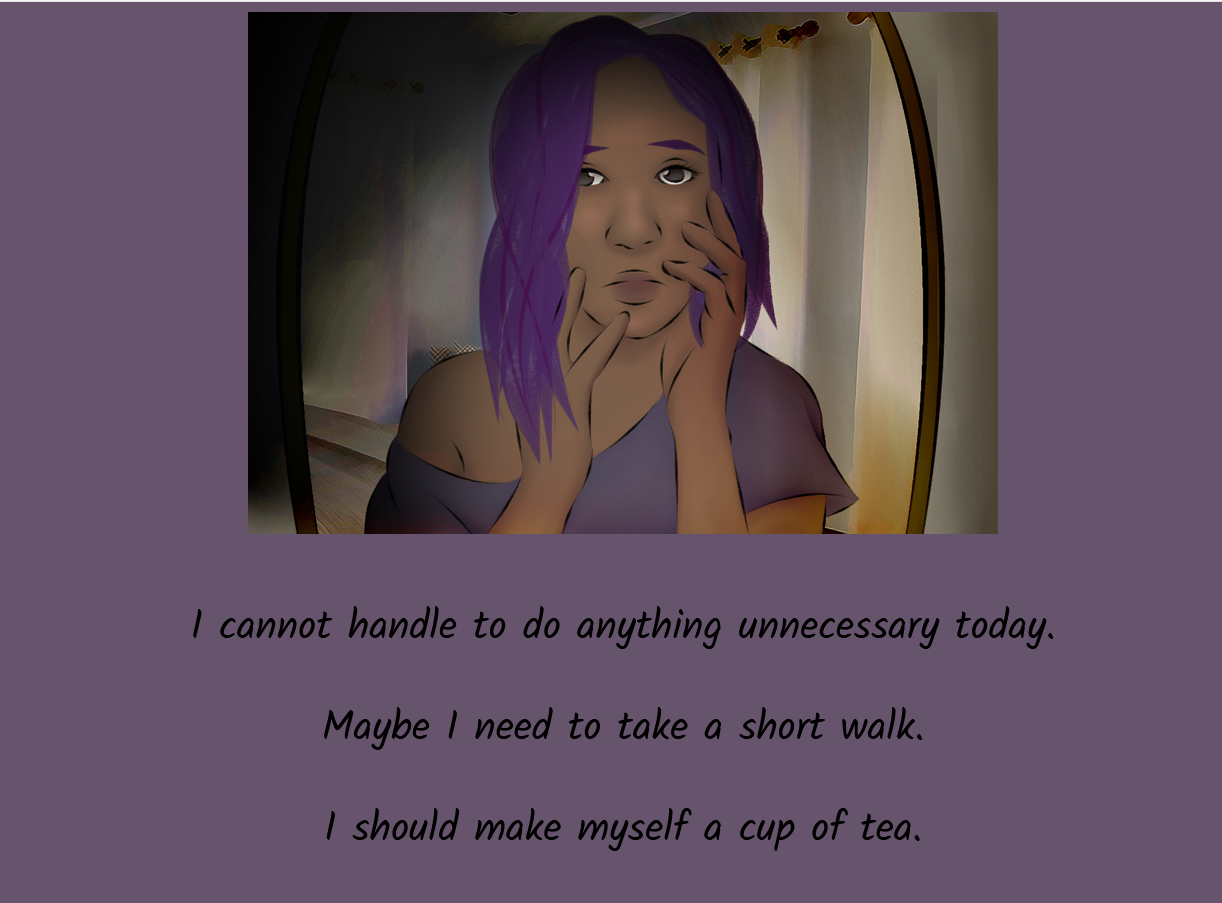 I cannot handle to do anything unnecessary today.
Maybe I need to take a short walk.
I should make myself a cup of tea.